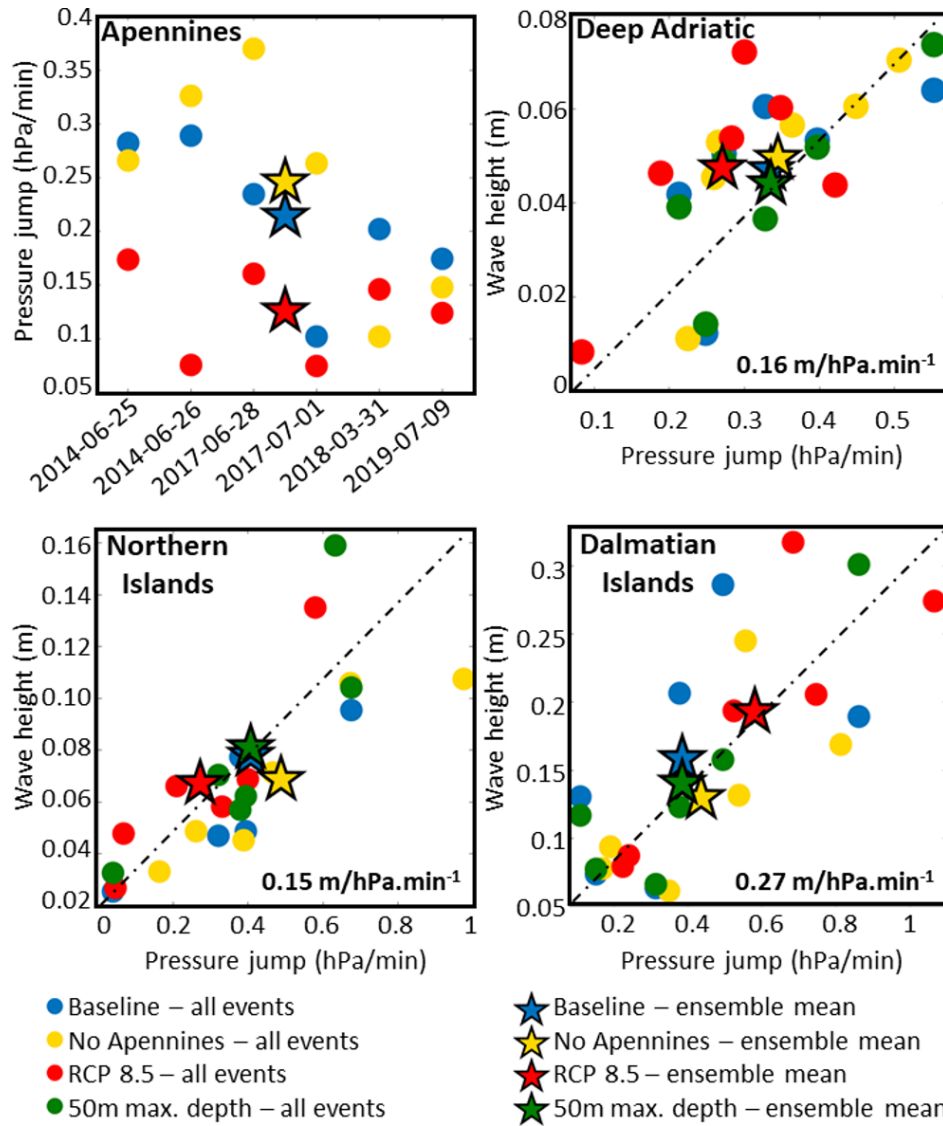 Apennines
Pressure jump (hPa/min)
0.4
0.35
0.3
0.25
0.2
0.15
0.1
0.05
2014-06-25
2014-06-26
2017-06-28
2017-07-01
2018-03-31
2019-07-09
Deep Adriatic
Wave height (m)
0.08
0.06
0.04
0.02
0
0.16 m/hPa.min⁻¹
0.1 0.2 0.3 0.4 0.5
Pressure jump (hPa/min)
Northern
Islands
Wave height (m)
0.16
0.14
0.12
0.10
0.08
0.06
0.04
0.02
0.15 m/hPa.min⁻¹
0 0.2 0.4 0.6 0.8 1
Pressure jump (hPa/min)
Dalmatian
Islands
Wave height (m)
0.3
0.25
0.2
0.15
0.1
0.05
0.27 m/hPa.min⁻¹
0.2 0.4 0.6 0.8 1
Pressure jump (hPa/min)
Baseline – all events
No Apennines – all events
RCP 8.5 – all events
50m max. depth – all events
Baseline – ensemble mean
No Apennines – ensemble mean
RCP 8.5 – ensemble mean
50m max. depth – ensemble mean